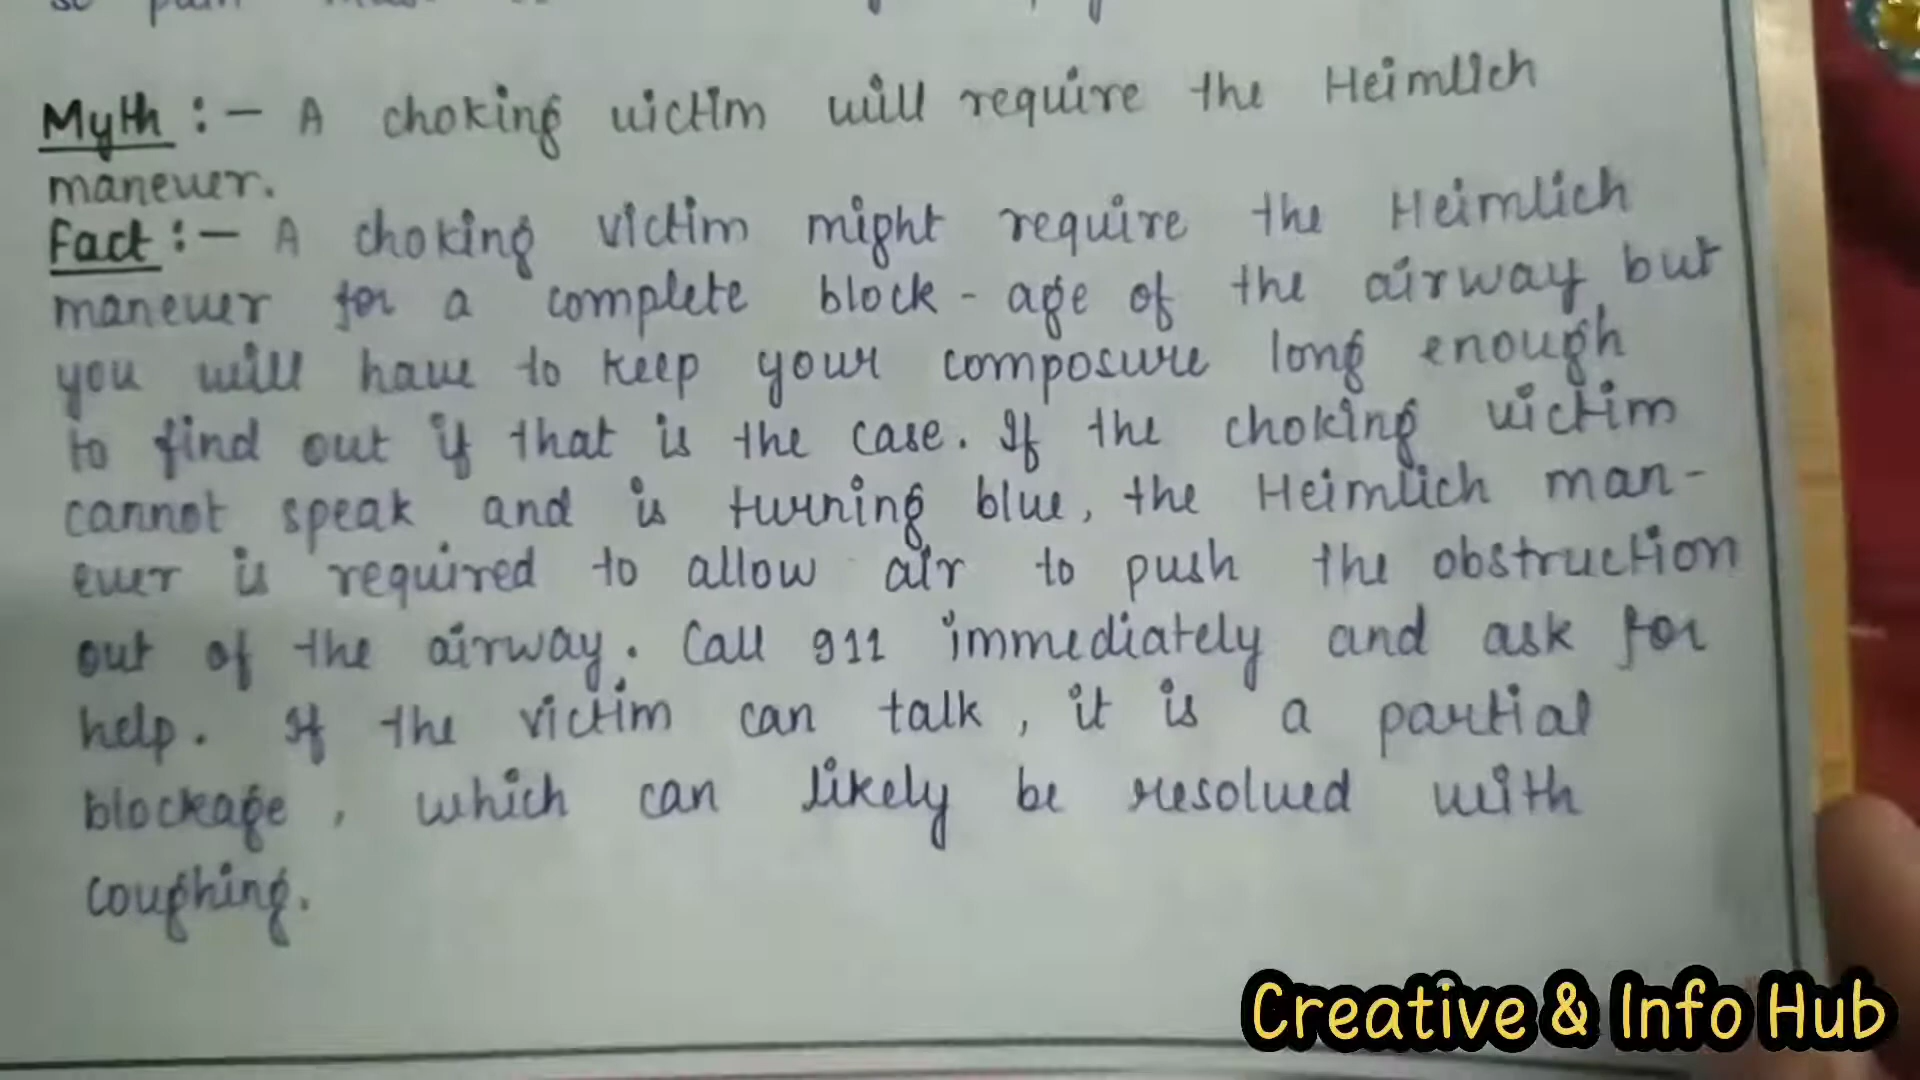 Myth :- A choking victim will require the Heimlich
maneuver.
Fact :- A choking victim might require the Heimlich
maneuver for a complete block - age of the airway, but
you will have to keep your composure long enough
to find out if that is the case. If the choking victim
cannot speak and is turning blue, the Heimlich man-
euver is required to allow air to push the obstruction
out of the airway. Call 911 immediately and ask for
help. If the victim can talk, it is a partial
blockage, which can likely be resolved with
coughing.
Creative & Info Hub